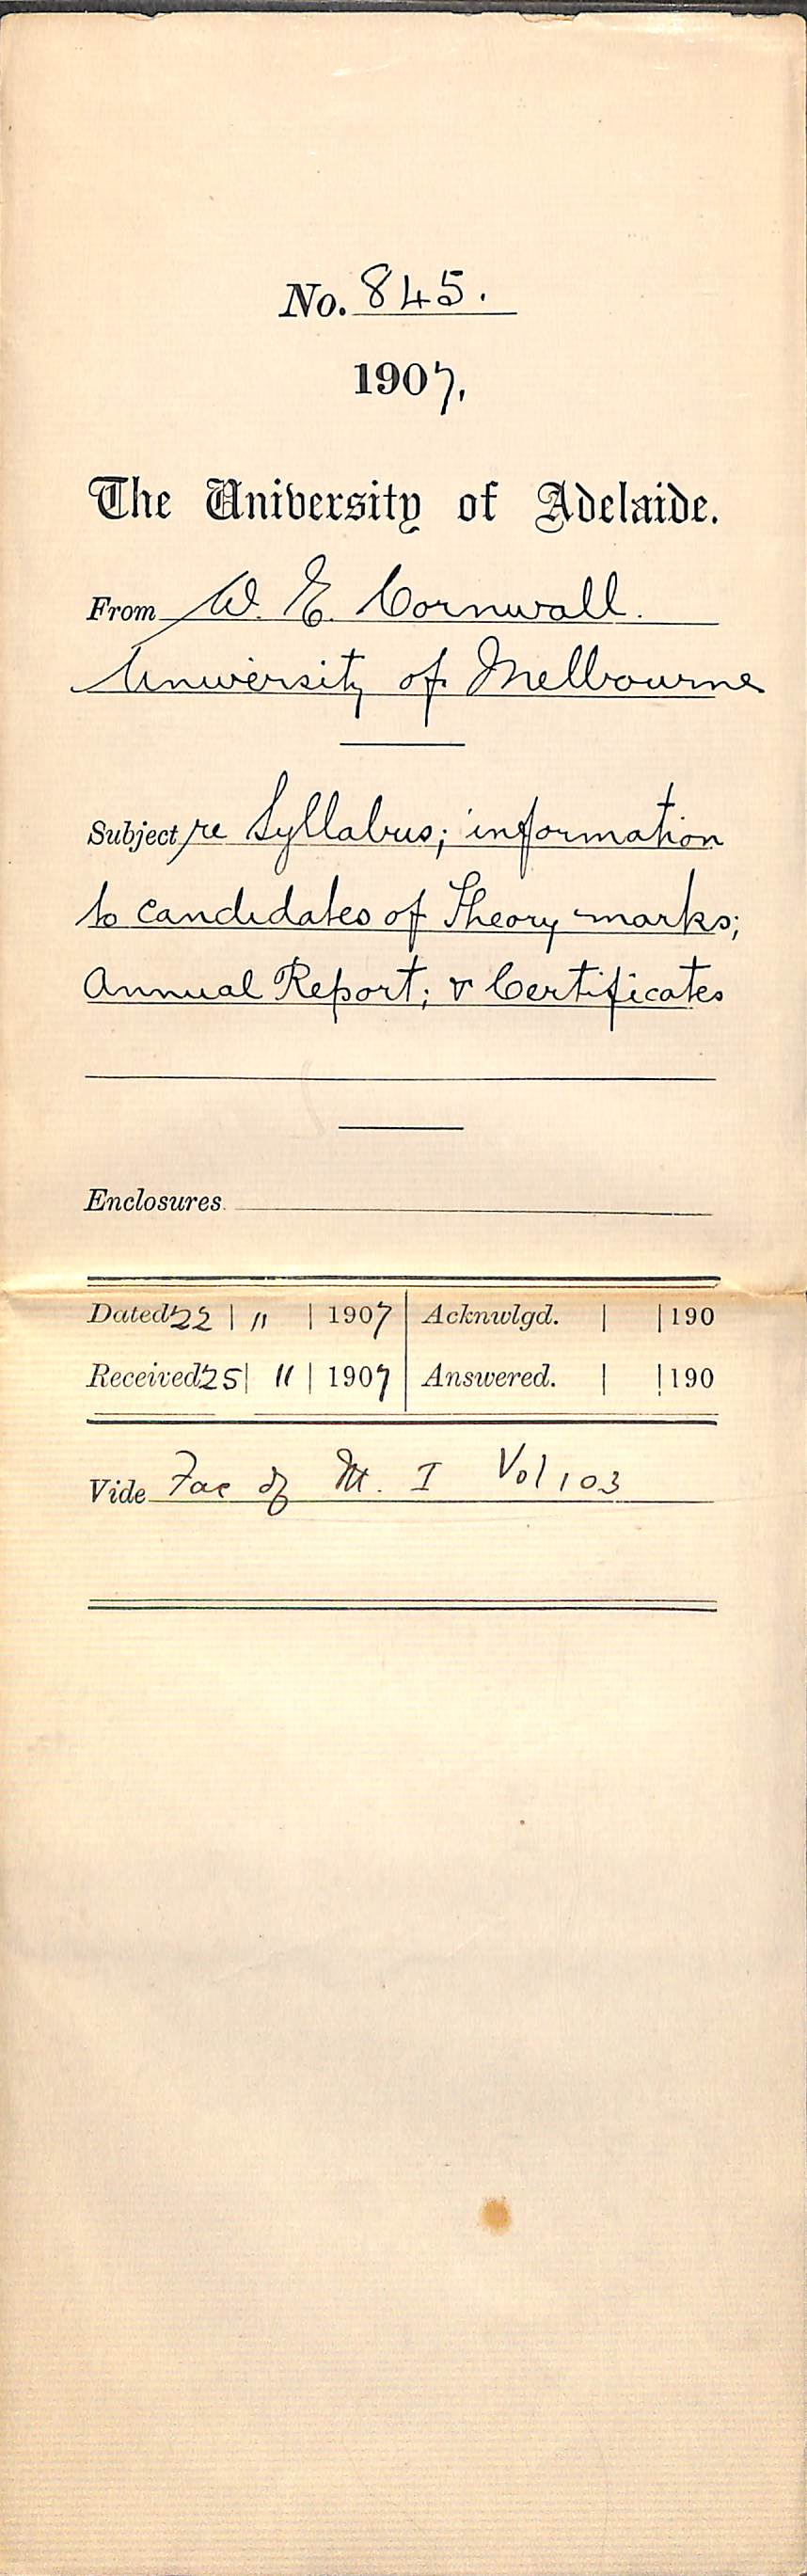 No. 845.
1907.
The University of Adelaide.
From W. E. Cornwall.
University of Melbourne
Subject re Syllabus; information
to candidates of Theory marks;
Annual Report; & Certificates
Enclosures.
Dated 22 | 11 | 1907 | Acknwlgd. | | 190
Received 25 | 11 | 1907 | Answered. | | 190
Vide Fac of M. I Vol 103